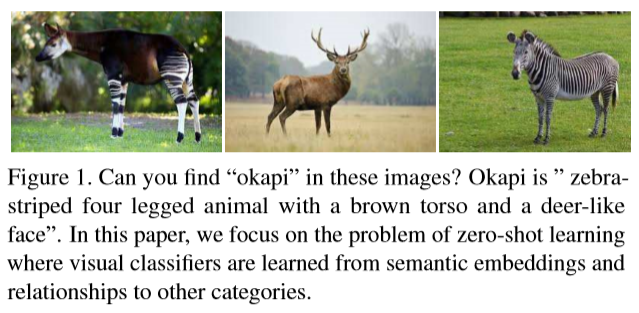 Figure 1. Can you find “okapi” in these images? Okapi is ” zebra-
striped four legged animal with a brown torso and a deer-like
face”. In this paper, we focus on the problem of zero-shot learning
where visual classifiers are learned from semantic embeddings and
relationships to other categories.